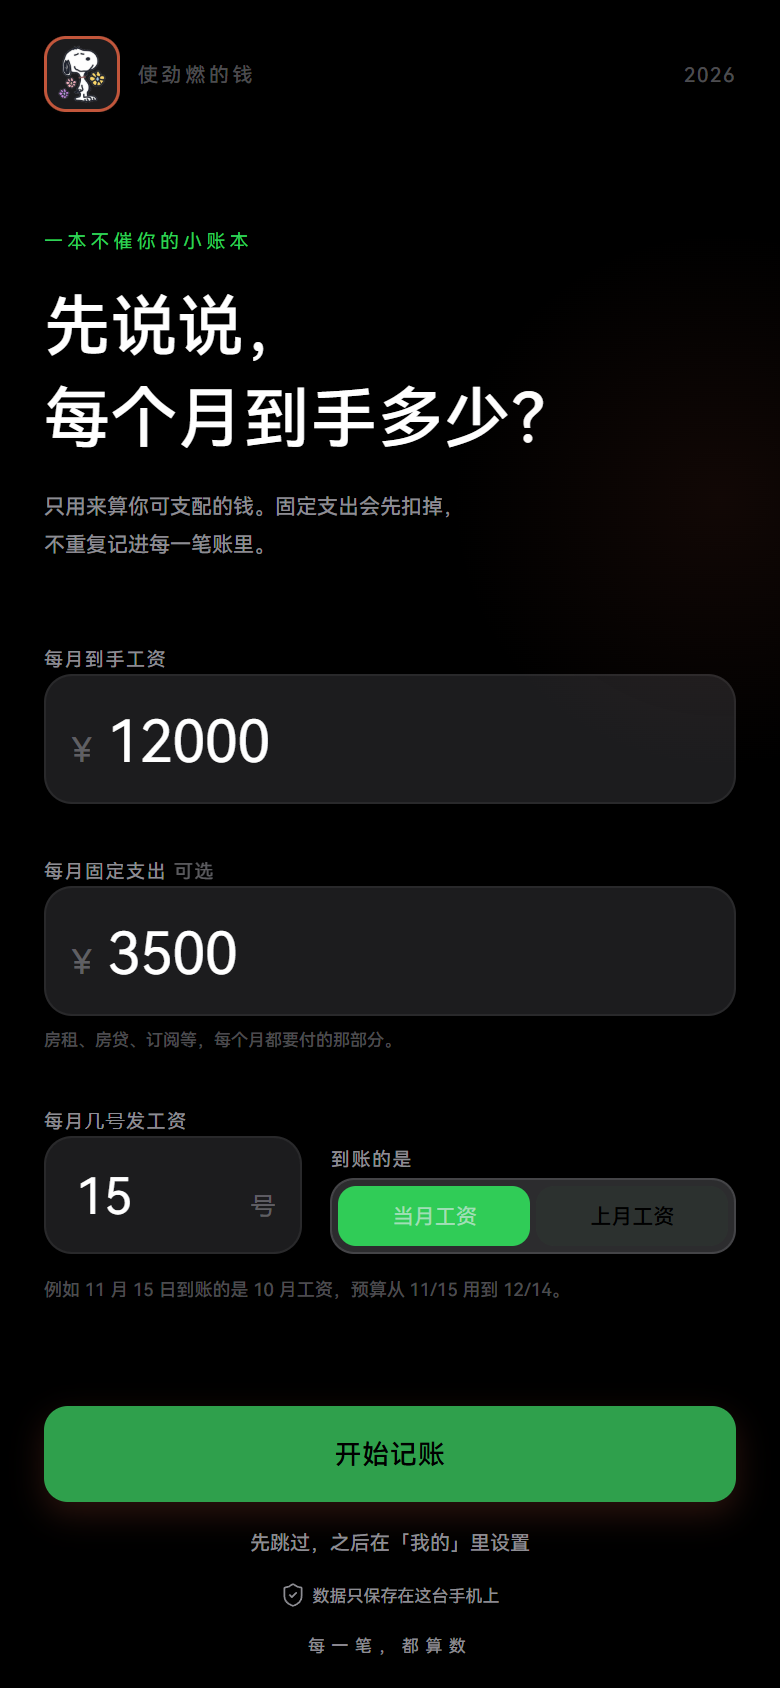 使劲燃的钱
2026
一本不催你的小账本
先说说，
每个月到手多少？
只用来算你可支配的钱。固定支出会先扣掉，
不重复记进每一笔账里。
每月到手工资
¥ 12000
每月固定支出 可选
¥ 3500
房租、房贷、订阅等，每个月都要付的那部分。
每月几号发工资
15 号
到账的是
当月工资 上月工资
例如 11 月 15 日到账的是 10 月工资，预算从 11/15 用到 12/14。
开始记账
先跳过，之后在「我的」里设置
数据只保存在这台手机上
每一笔，都算数